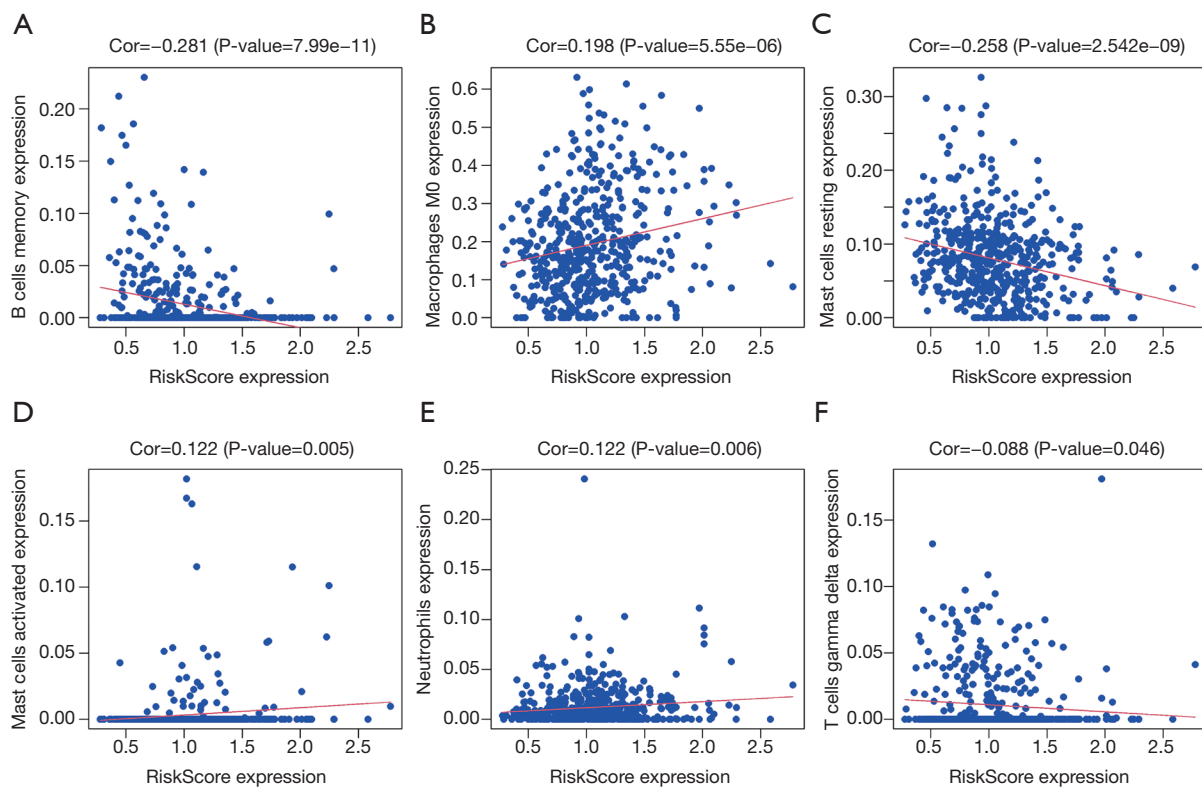 A
Cor=−0.281 (P-value=7.99e−11)
B cells memory expression
0.20
0.15
0.10
0.05
0.00
0.5 1.0 1.5 2.0 2.5
RiskScore expression
B
Cor=0.198 (P-value=5.55e−06)
Macrophages M0 expression
0.6
0.5
0.4
0.3
0.2
0.1
0.0
0.5 1.0 1.5 2.0 2.5
RiskScore expression
C
Cor=−0.258 (P-value=2.542e−09)
Mast cells resting expression
0.30
0.20
0.10
0.00
0.5 1.0 1.5 2.0 2.5
RiskScore expression
D
Cor=0.122 (P-value=0.005)
Mast cells activated expression
0.15
0.10
0.05
0.00
0.5 1.0 1.5 2.0 2.5
RiskScore expression
E
Cor=0.122 (P-value=0.006)
Neutrophils expression
0.25
0.20
0.15
0.10
0.05
0.00
0.5 1.0 1.5 2.0 2.5
RiskScore expression
F
Cor=−0.088 (P-value=0.046)
T cells gamma delta expression
0.15
0.10
0.05
0.00
0.5 1.0 1.5 2.0 2.5
RiskScore expression